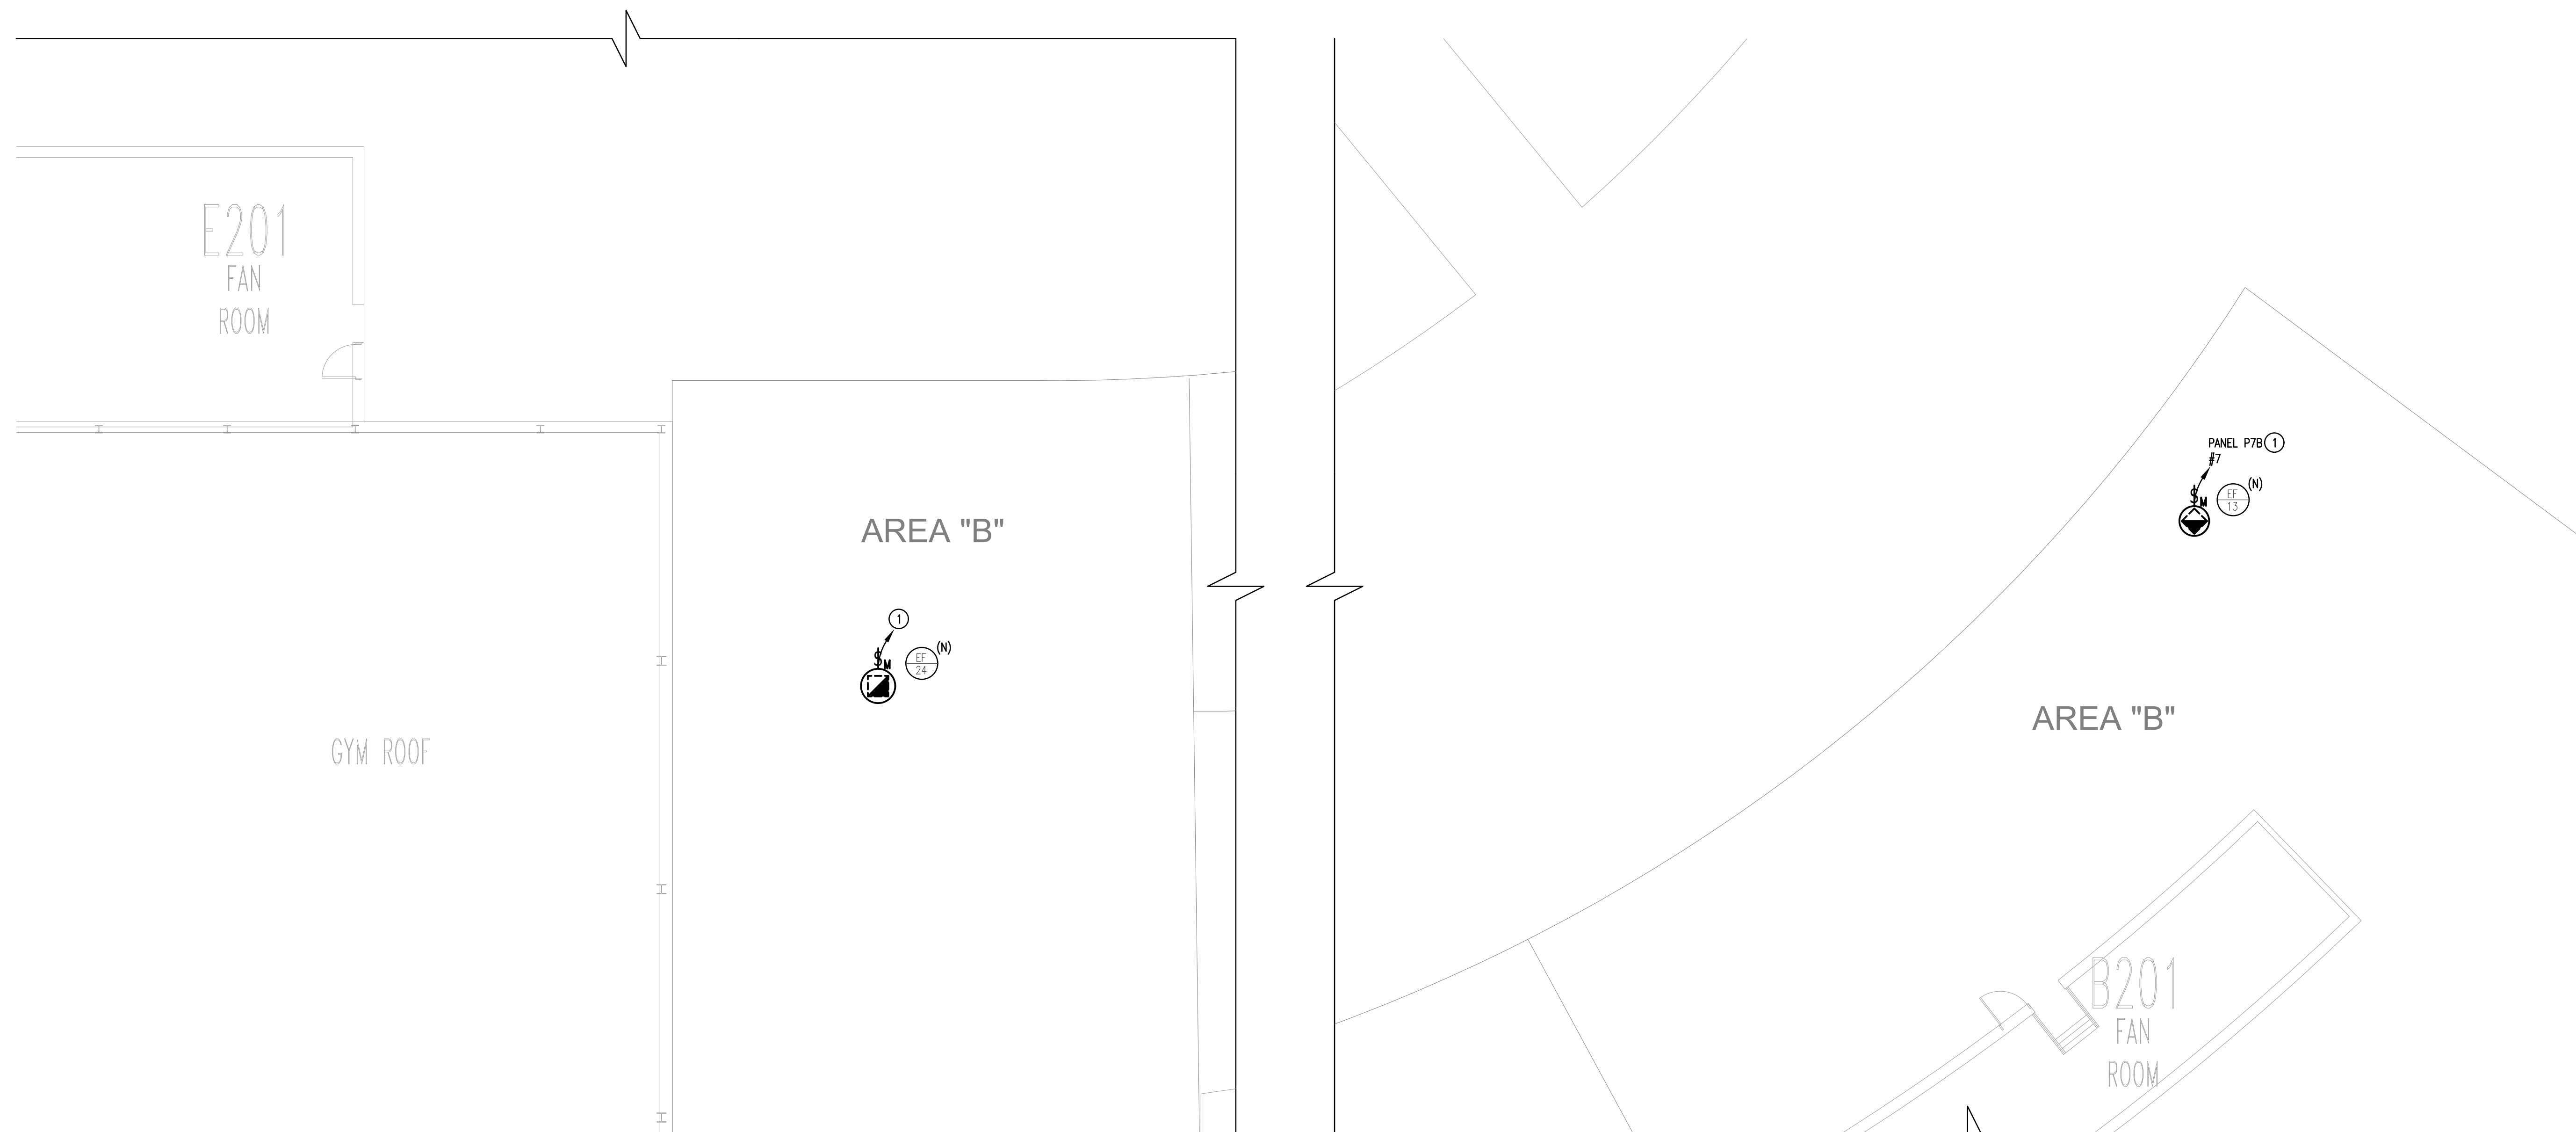 E201
FAN
ROOM
GYM ROOF
AREA "B"
1
$M
EF
24
(N)
PANEL P7B 1
#7
$M
EF
13
(N)
AREA "B"
B201
FAN
ROOM